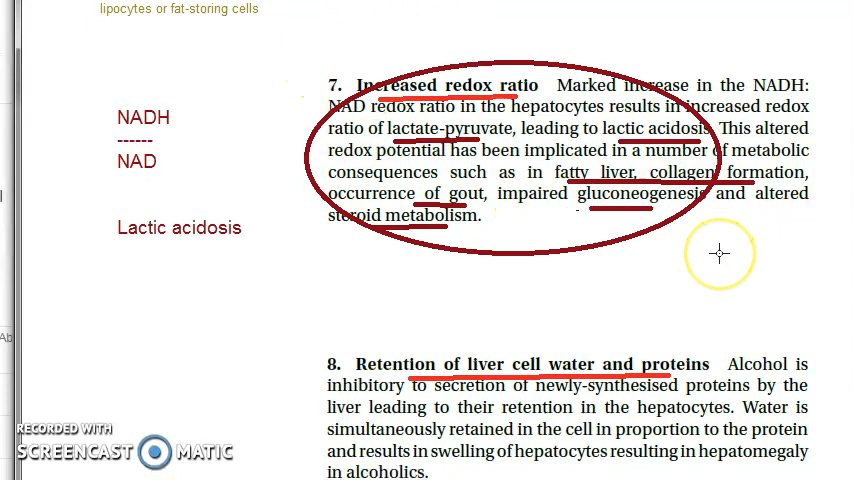 lipocytes or fat-storing cells
NADH
------
NAD
Lactic acidosis
7. Increased redox ratio Marked increase in the NADH:
NAD redox ratio in the hepatocytes results in increased redox
ratio of lactate-pyruvate, leading to lactic acidosis. This altered
redox potential has been implicated in a number of metabolic
consequences such as in fatty liver, collagen formation,
occurrence of gout, impaired gluconeogenesis and altered
steroid metabolism.
8. Retention of liver cell water and proteins Alcohol is
inhibitory to secretion of newly-synthesised proteins by the
liver leading to their retention in the hepatocytes. Water is
simultaneously retained in the cell in proportion to the protein
and results in swelling of hepatocytes resulting in hepatomegaly
in alcoholics.
Ab
RECORDED WITH
SCREENCAST MATIC